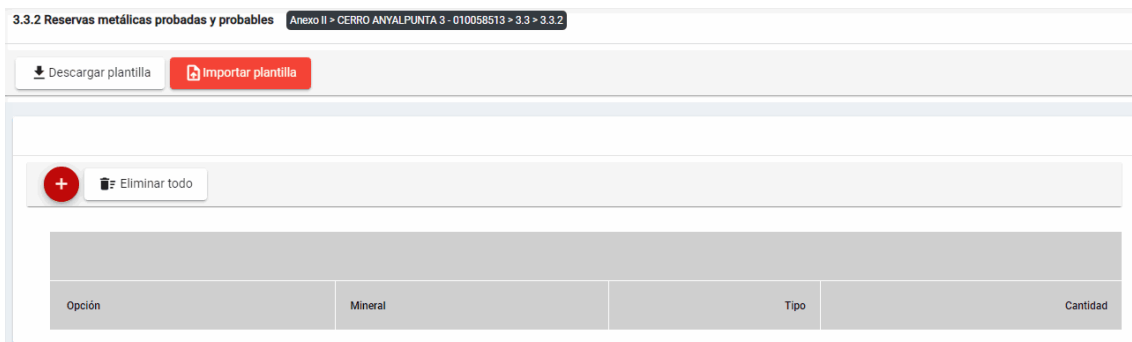 3.3.2 Reservas metálicas probadas y probables Anexo II > CERRO ANYALPUNTA 3 - 010058513 > 3.3 > 3.3.2
Descargar plantilla Importar plantilla
+ Eliminar todo
Opción Mineral Tipo Cantidad